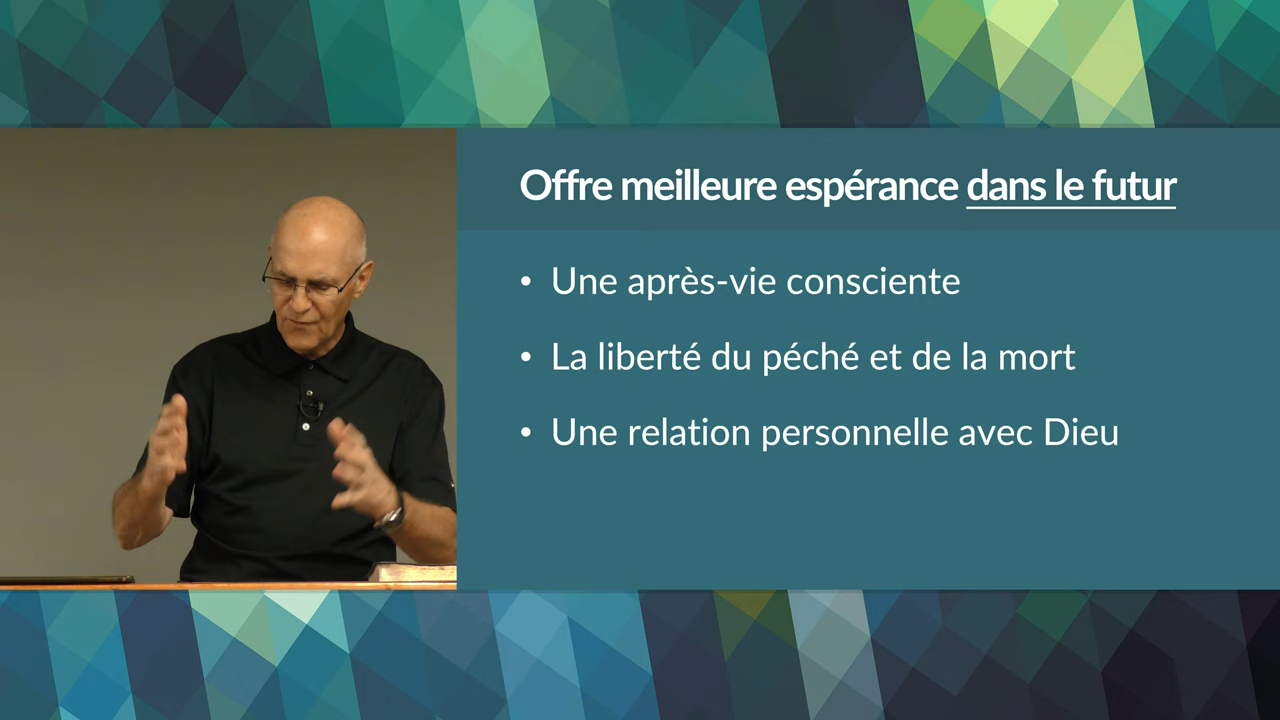 Offre meilleure espérance dans le futur
• Une après-vie consciente
• La liberté du péché et de la mort
• Une relation personnelle avec Dieu